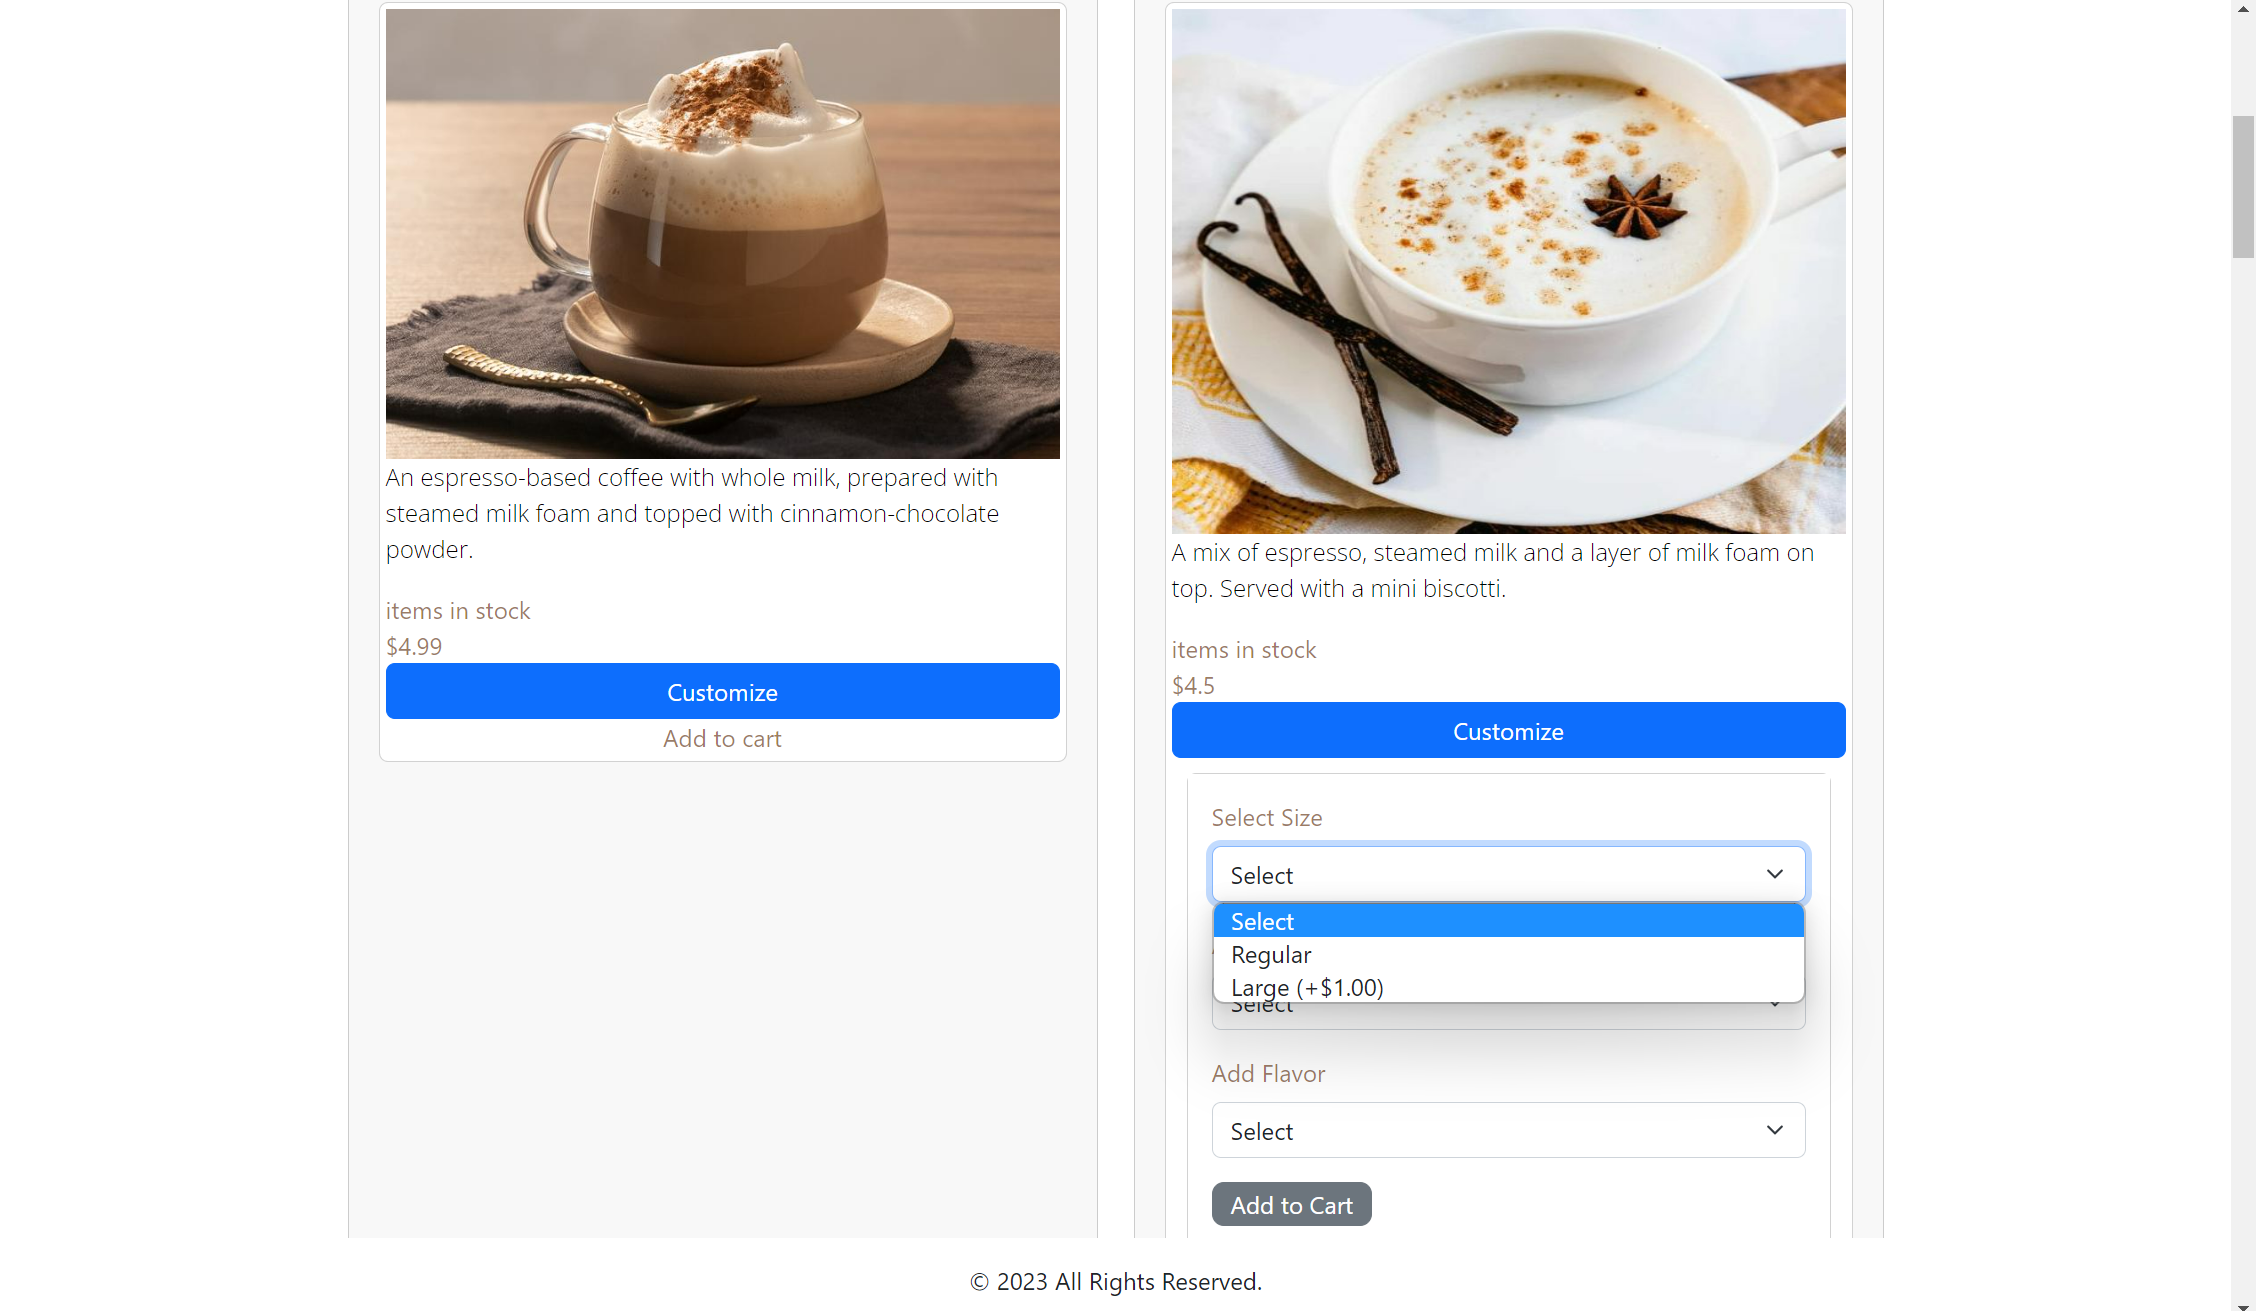 An espresso-based coffee with whole milk, prepared with
steamed milk foam and topped with cinnamon-chocolate
powder.
items in stock
$4.99
Customize
Add to cart
A mix of espresso, steamed milk and a layer of milk foam on
top. Served with a mini biscotti.
items in stock
$4.5
Customize
Select Size
Select
Select
Regular
Large (+$1.00)
Select
Add Flavor
Select
Add to Cart
© 2023 All Rights Reserved.